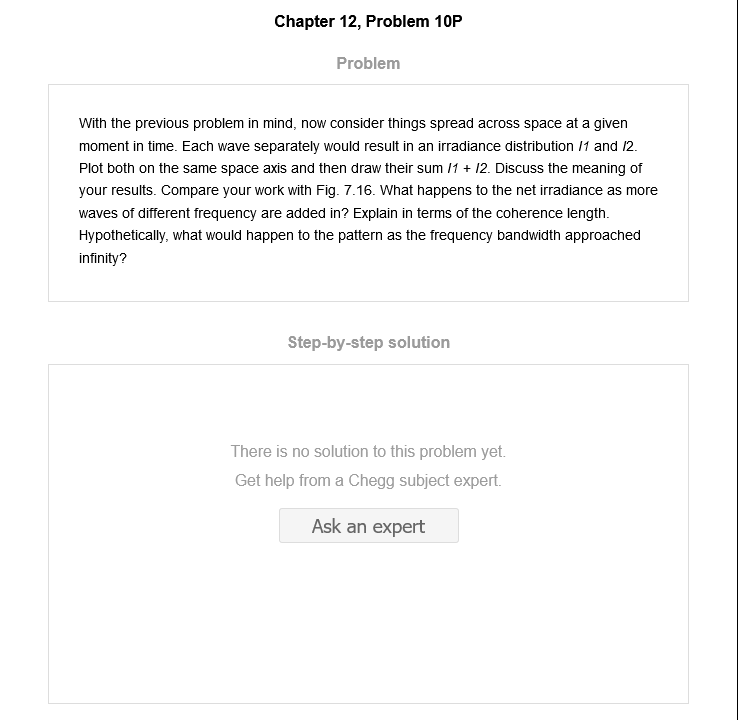 Chapter 12, Problem 10P
Problem
With the previous problem in mind, now consider things spread across space at a given
moment in time. Each wave separately would result in an irradiance distribution I1 and I2.
Plot both on the same space axis and then draw their sum I1 + I2. Discuss the meaning of
your results. Compare your work with Fig. 7.16. What happens to the net irradiance as more
waves of different frequency are added in? Explain in terms of the coherence length.
Hypothetically, what would happen to the pattern as the frequency bandwidth approached
infinity?
Step-by-step solution
There is no solution to this problem yet.
Get help from a Chegg subject expert.
Ask an expert